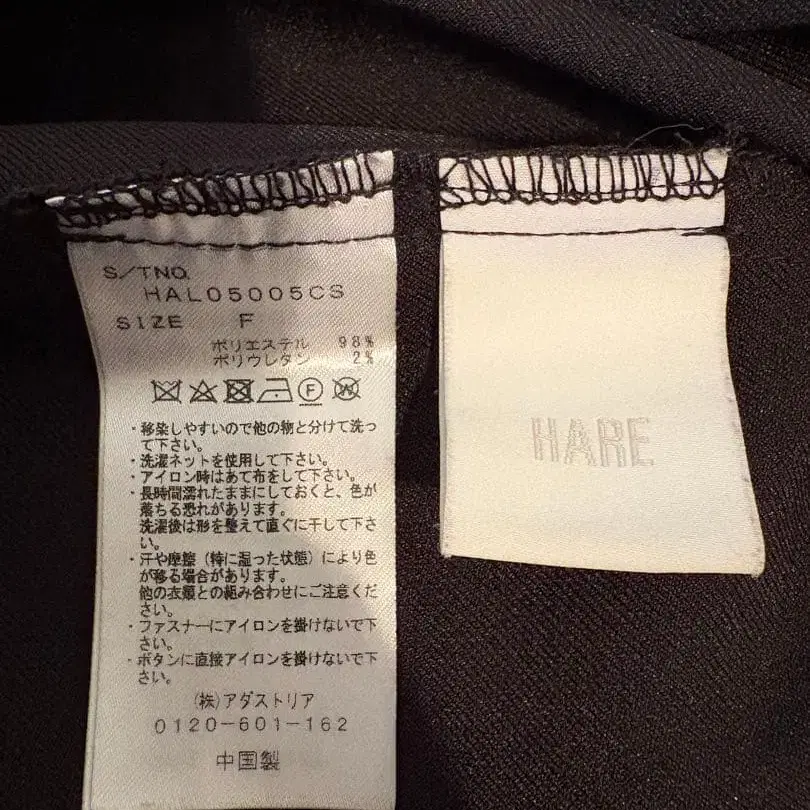 S/TNO.
HAL05005CS
SIZE F
ポリエステル 98%
ポリウレタン 2%
F
W
・移染しやすいので他の物と分けて洗っ
て下さい。
・洗濯ネットを使用して下さい。
・アイロン時はあて布をして下さい。
・長時間濡れたままにしておくと、色が
落ちる恐れがあります。
洗濯後は形を整えて直ぐに干して下さ
い。
・汗や摩擦（特に湿った状態）により色
が移る場合があります。
他の衣類との組み合わせにご注意くだ
さい。
・ファスナーにアイロンを掛けないで下
さい。
・ボタンに直接アイロンを掛けないで下
さい。
(株)アダストリア
0120-601-162
中国製
HARE